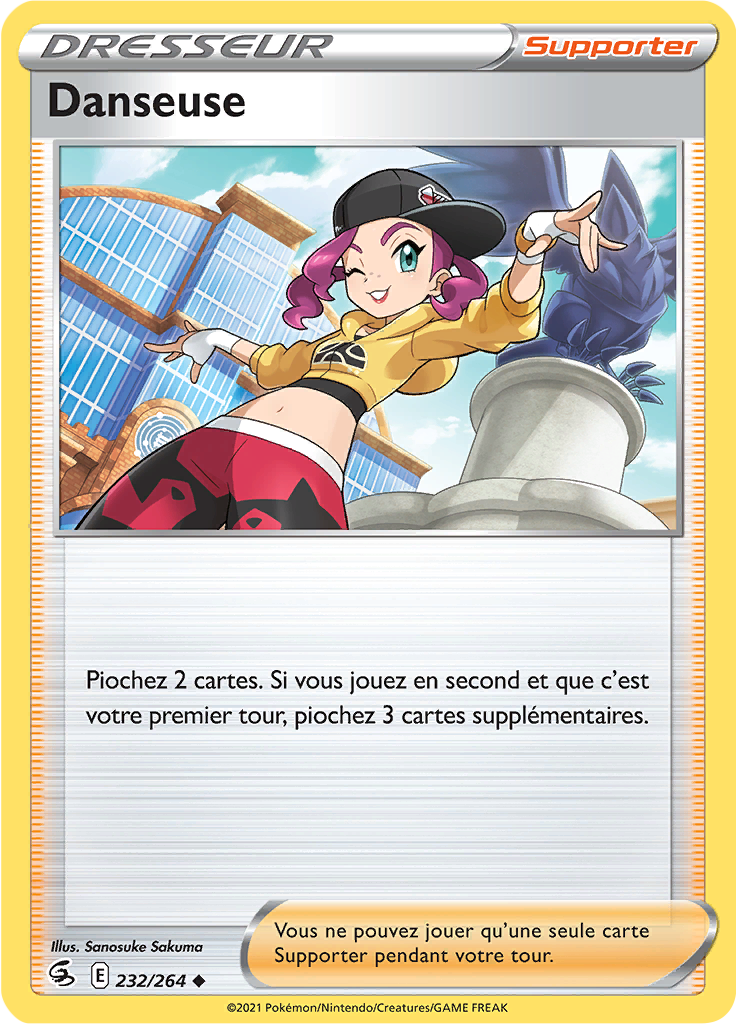 DRESSEUR
Supporter
Danseuse
Piochez 2 cartes. Si vous jouez en second et que c'est
votre premier tour, piochez 3 cartes supplémentaires.
Illus. Sanosuke Sakuma
Vous ne pouvez jouer qu'une seule carte
Supporter pendant votre tour.
E 232/264
©2021 Pokémon/Nintendo/Creatures/GAME FREAK